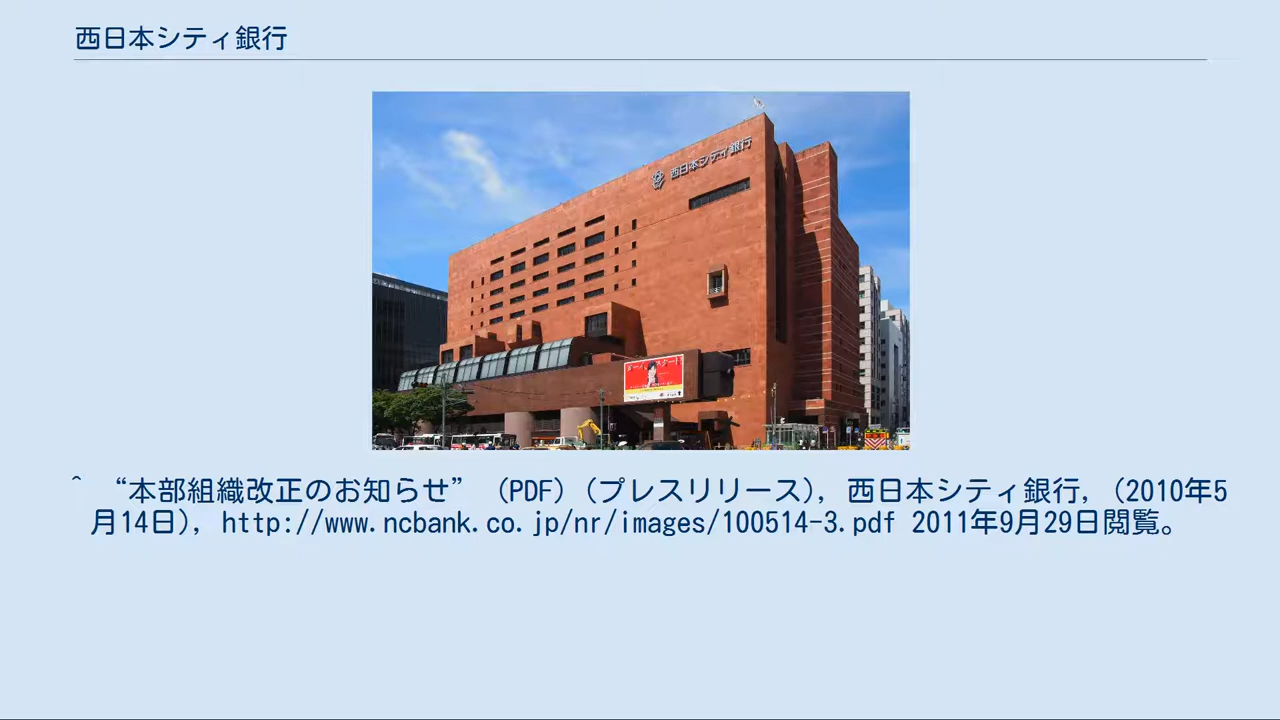 西日本シティ銀行
西日本シティ銀行
^ “本部組織改正のお知らせ” (PDF) (プレスリリース), 西日本シティ銀行, (2010年5
月14日), http://www.ncbank.co.jp/nr/images/100514-3.pdf 2011年9月29日閲覧。